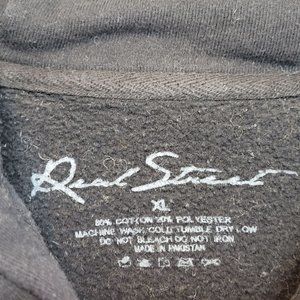 Real Street
XL
80% COTTON 20% POLYESTER
MACHINE WASH COLD TUMBLE DRY LOW
DO NOT BLEACH DO NOT IRON
MADE IN PAKISTAN